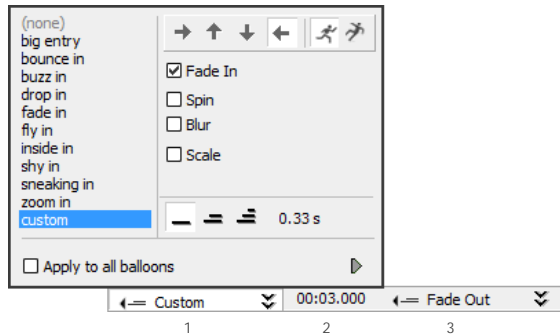 (none)
big entry
bounce in
buzz in
drop in
fade in
fly in
inside in
shy in
sneaking in
zoom in
custom
Fade In
Spin
Blur
Scale
0.33 s
Apply to all balloons
Custom 00:03.000 Fade Out
1 2 3